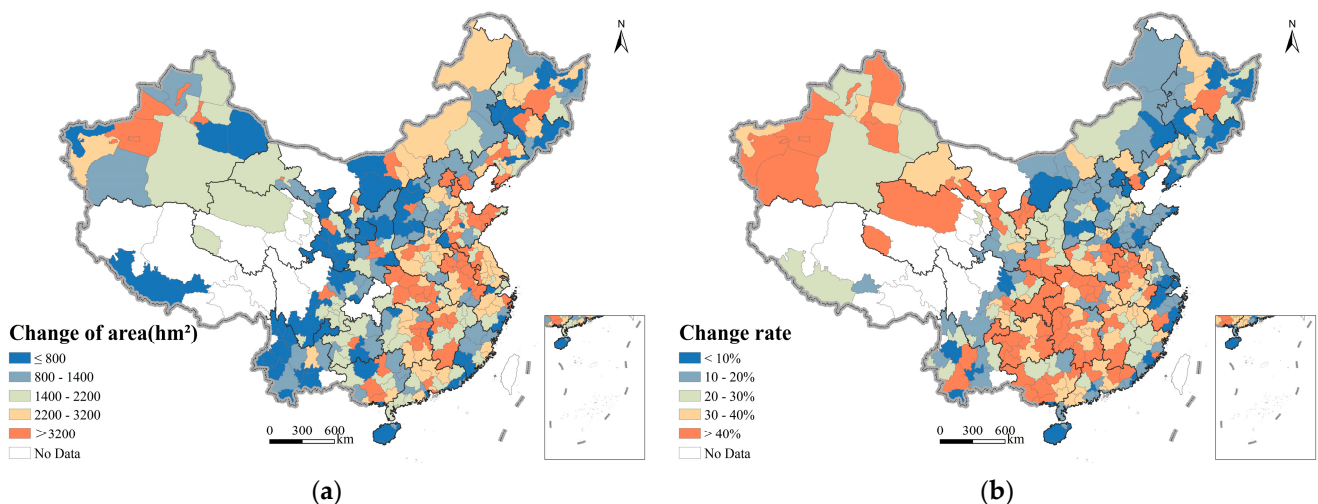 N
Change of area(hm²)
≤ 800
800 - 1400
1400 - 2200
2200 - 3200
>3200
No Data
0 300 600
km
(a)
N
Change rate
< 10%
10 - 20%
20 - 30%
30 - 40%
> 40%
No Data
0 300 600
km
(b)